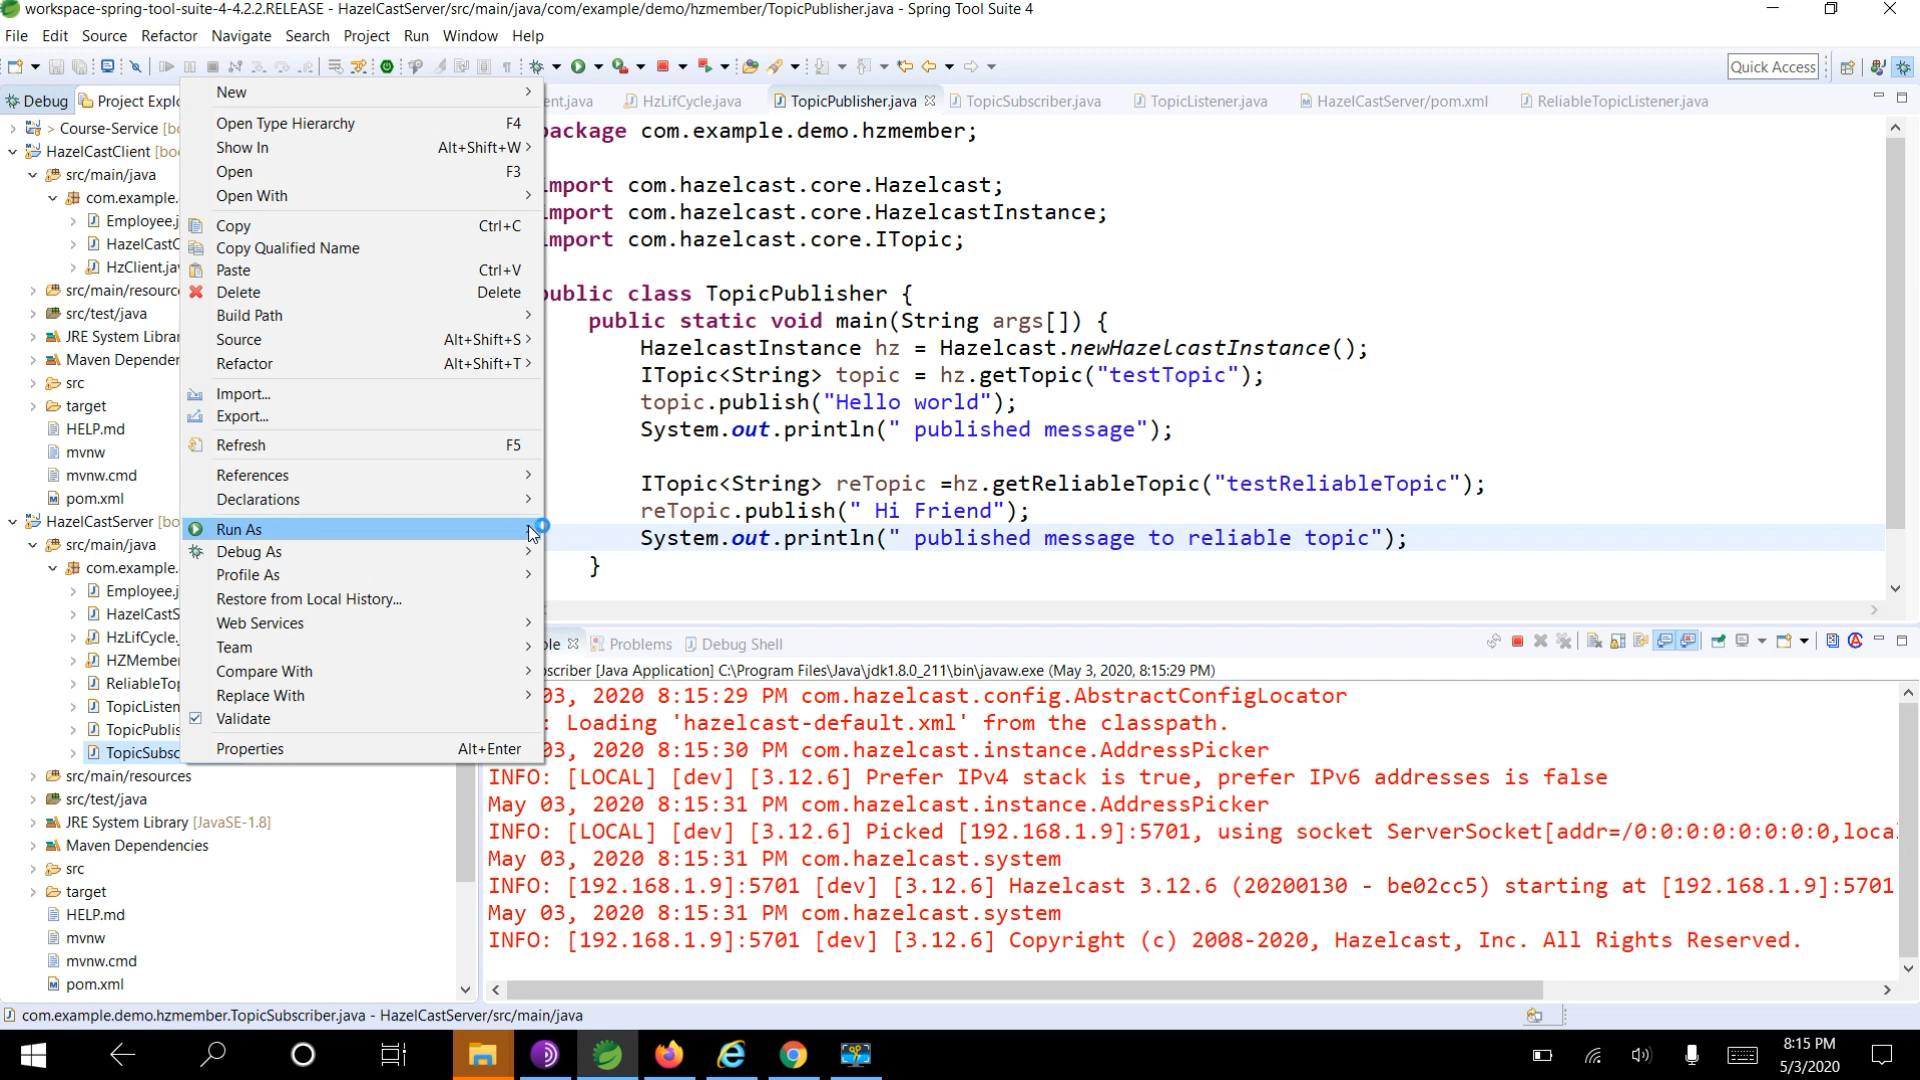 workspace-spring-tool-suite-4-4.2.2.RELEASE - HazelCastServer/src/main/java/com/example/demo/hzmember/TopicPublisher.java - Spring Tool Suite 4
File Edit Source Refactor Navigate Search Project Run Window Help
Quick Access
Debug
Project Explo
ent.java
HzLifCycle.java
TopicPublisher.java
TopicSubscriber.java
TopicListener.java
HazelCastServer/pom.xml
ReliableTopicListener.java
> Course-Service [bo
HazelCastClient [bo
src/main/java
com.example.
Employee.j
HazelCastC
HzClient.jav
src/main/resourc
src/test/java
JRE System Librar
Maven Depender
src
target
HELP.md
mvnw
mvnw.cmd
pom.xml
HazelCastServer [bo
src/main/java
com.example.
Employee.j
HazelCastS
HzLifCycle.
HZMembe
ReliableTop
TopicListen
TopicPublis
TopicSubsc
src/main/resources
src/test/java
JRE System Library [JavaSE-1.8]
Maven Dependencies
src
target
HELP.md
mvnw
mvnw.cmd
pom.xml
New
Open Type Hierarchy F4
Show In Alt+Shift+W
Open F3
Open With
Copy Ctrl+C
Copy Qualified Name
Paste Ctrl+V
Delete Delete
Build Path
Source Alt+Shift+S
Refactor Alt+Shift+T
Import...
Export...
Refresh F5
References
Declarations
Run As
Debug As
Profile As
Restore from Local History...
Web Services
Team
Compare With
Replace With
Validate
Properties Alt+Enter
package com.example.demo.hzmember;
import com.hazelcast.core.Hazelcast;
import com.hazelcast.core.HazelcastInstance;
import com.hazelcast.core.ITopic;
public class TopicPublisher {
public static void main(String args[]) {
HazelcastInstance hz = Hazelcast.newHazelcastInstance();
ITopic<String> topic = hz.getTopic("testTopic");
topic.publish("Hello world");
System.out.println(" published message");
ITopic<String> reTopic =hz.getReliableTopic("testReliableTopic");
reTopic.publish(" Hi Friend");
System.out.println(" published message to reliable topic");
}
le
Problems
Debug Shell
scriber [Java Application] C:\Program Files\Java\jdk1.8.0_211\bin\javaw.exe (May 3, 2020, 8:15:29 PM)
03, 2020 8:15:29 PM com.hazelcast.config.AbstractConfigLocator
: Loading 'hazelcast-default.xml' from the classpath.
03, 2020 8:15:30 PM com.hazelcast.instance.AddressPicker
INFO: [LOCAL] [dev] [3.12.6] Prefer IPv4 stack is true, prefer IPv6 addresses is false
May 03, 2020 8:15:31 PM com.hazelcast.instance.AddressPicker
INFO: [LOCAL] [dev] [3.12.6] Picked [192.168.1.9]:5701, using socket ServerSocket[addr=/0:0:0:0:0:0:0:0,loca
May 03, 2020 8:15:31 PM com.hazelcast.system
INFO: [192.168.1.9]:5701 [dev] [3.12.6] Hazelcast 3.12.6 (20200130 - be02cc5) starting at [192.168.1.9]:5701
May 03, 2020 8:15:31 PM com.hazelcast.system
INFO: [192.168.1.9]:5701 [dev] [3.12.6] Copyright (c) 2008-2020, Hazelcast, Inc. All Rights Reserved.
com.example.demo.hzmember.TopicSubscriber.java - HazelCastServer/src/main/java
8:15 PM
5/3/2020